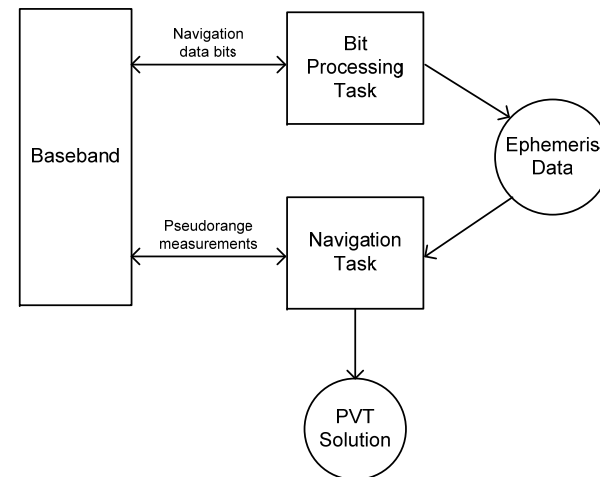 Navigation
data bits
Bit
Processing
Task
Baseband
Ephemeris
Data
Pseudorange
measurements
Navigation
Task
PVT
Solution